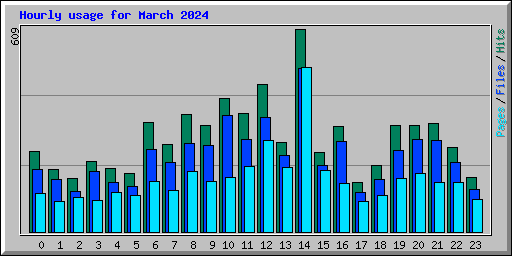 Hourly usage for March 2024
609
Pages / Files / Hits
0 1 2 3 4 5 6 7 8 9 10 11 12 13 14 15 16 17 18 19 20 21 22 23